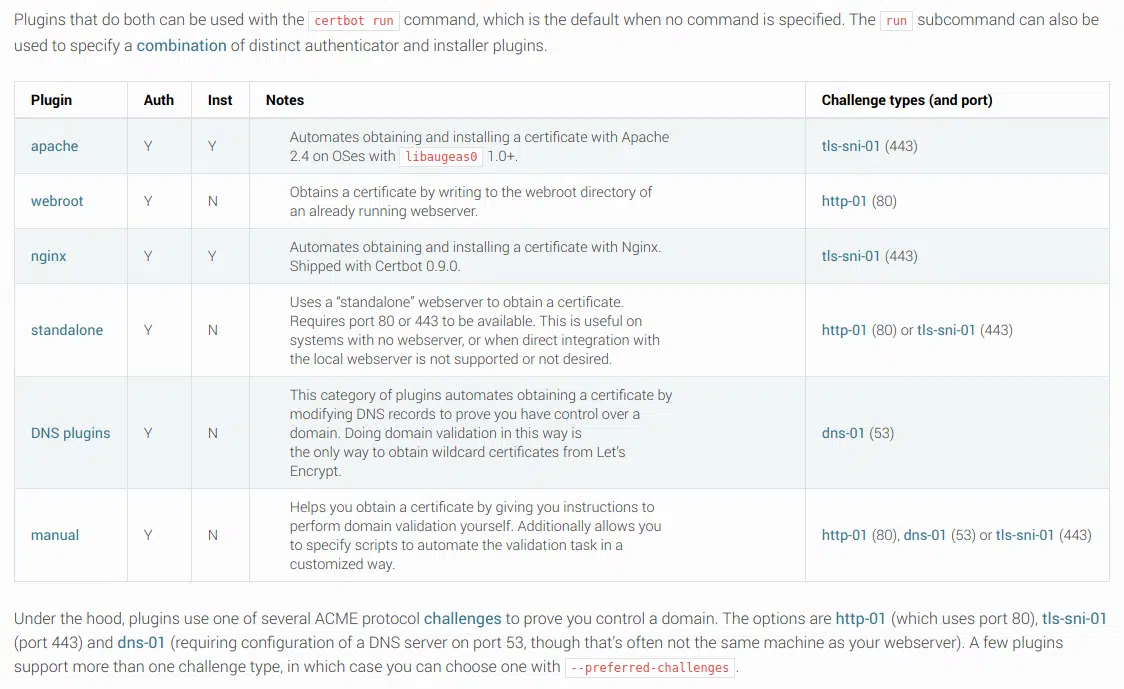 Plugins that do both can be used with the certbot run command, which is the default when no command is specified. The run subcommand can also be
used to specify a combination of distinct authenticator and installer plugins.
Plugin Auth Inst Notes Challenge types (and port)
apache Y Y Automates obtaining and installing a certificate with Apache
2.4 on OSes with libaugeas0 1.0+. tls-sni-01 (443)
webroot Y N Obtains a certificate by writing to the webroot directory of
an already running webserver. http-01 (80)
nginx Y Y Automates obtaining and installing a certificate with Nginx.
Shipped with Certbot 0.9.0. tls-sni-01 (443)
standalone Y N Uses a “standalone” webserver to obtain a certificate.
Requires port 80 or 443 to be available. This is useful on
systems with no webserver, or when direct integration with
the local webserver is not supported or not desired. http-01 (80) or tls-sni-01 (443)
DNS plugins Y N This category of plugins automates obtaining a certificate by
modifying DNS records to prove you have control over a
domain. Doing domain validation in this way is
the only way to obtain wildcard certificates from Let’s
Encrypt. dns-01 (53)
manual Y N Helps you obtain a certificate by giving you instructions to
perform domain validation yourself. Additionally allows you
to specify scripts to automate the validation task in a
customized way. http-01 (80), dns-01 (53) or tls-sni-01 (443)
Under the hood, plugins use one of several ACME protocol challenges to prove you control a domain. The options are http-01 (which uses port 80), tls-sni-01
(port 443) and dns-01 (requiring configuration of a DNS server on port 53, though that’s often not the same machine as your webserver). A few plugins
support more than one challenge type, in which case you can choose one with --preferred-challenges.